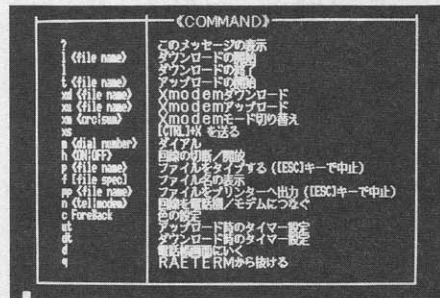 《COMMAND》
? このメッセージの表示
l 《file name》 ダウンロードの開始
l ダウンロードの終了
t 《file name》 アップロードの開始
xd 《file name》 Xmodemダウンロード
xu 《file name》 Xmodemアップロード
xm 《crc|sum》 Xmodemモード切り替え
xs [CTRL]+X を送る
m 《dial number》 ダイアル
h 《ON|OFF》 回線の切断/開放
p 《file name》 ファイルをタイプする ([ESC]キーで中止)
f [file spec] ファイル名の表示
pp 《file name》 ファイルをプリンターへ出力 ([ESC]キーで中止)
n 《tel|modem》 回線を電話機/モデムにつなぐ
c ForeBack 色の設定
ut アップロード時のタイマー設定
dt ダウンロード時のタイマー設定
d 電話帳画面にいく
q RAETERMから抜ける